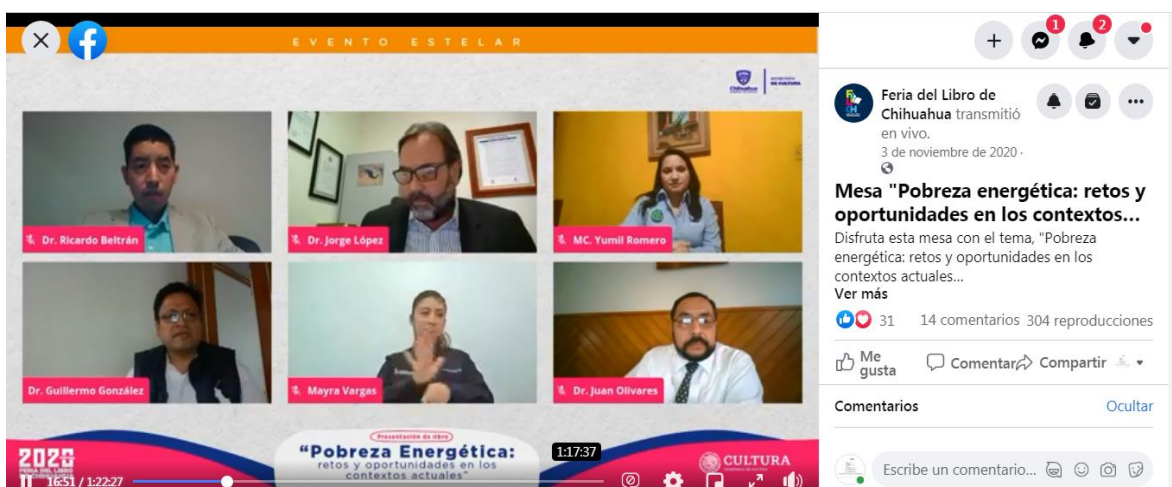 EVENTO ESTELAR
Chihuahua
SECRETARÍA
DE CULTURA
Dr. Ricardo Beltrán
Dr. Jorge López
MC. Yumil Romero
Dr. Guillermo González
Mayra Vargas
Dr. Juan Olivares
Presentación de libro
“Pobreza Energética:
retos y oportunidades en los
contextos actuales”
2020
FERIA DEL LIBRO
CULTURA
1:17:37
16:51 / 1:22:27
1
2
Feria del Libro de
Chihuahua transmitió
en vivo.
3 de noviembre de 2020 ·
Mesa "Pobreza energética: retos y
oportunidades en los contextos...
Disfruta esta mesa con el tema, "Pobreza
energética: retos y oportunidades en los
contextos actuales...
Ver más
31 14 comentarios 304 reproducciones
Me
gusta
Comentar
Compartir
Comentarios
Ocultar
Escribe un comentario...